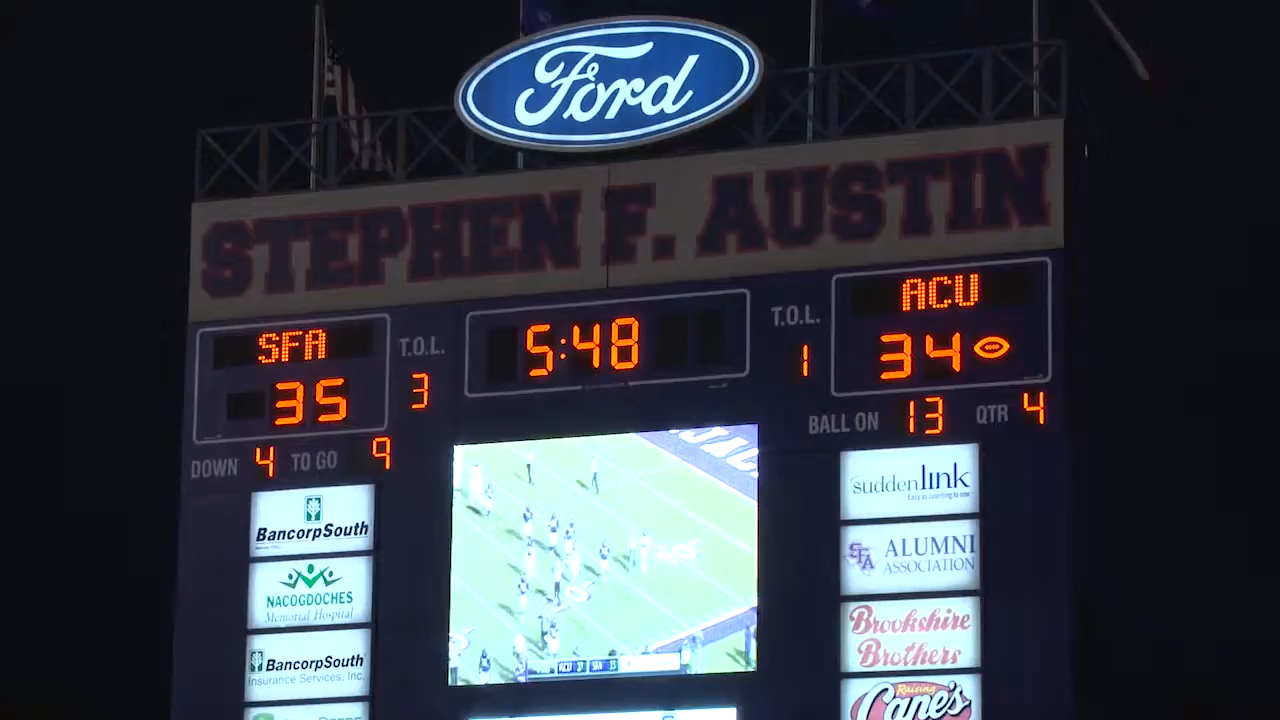 Ford
STEPHEN F. AUSTIN
SFA
35
T.O.L.
3
5:48
T.O.L.
1
ACU
34
DOWN 4 TO GO 9
BALL ON 13 QTR 4
BancorpSouth
NACOGDOCHES
Memorial Hospital
BancorpSouth
Insurance Services, Inc.
suddenlink
SFA ALUMNI
ASSOCIATION
Brookshire
Brothers
Raising
Cane's
ACU